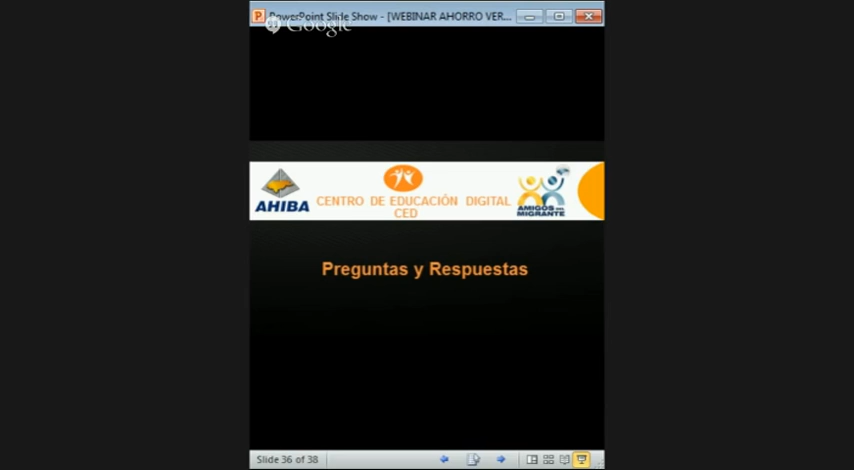 PowerPoint Slide Show - [WEBINAR AHORRO VER...
Google
AHIBA
CENTRO DE EDUCACIÓN DIGITAL
CED
AMIGOS DEL
MIGRANTE
Preguntas y Respuestas
Slide 36 of 38